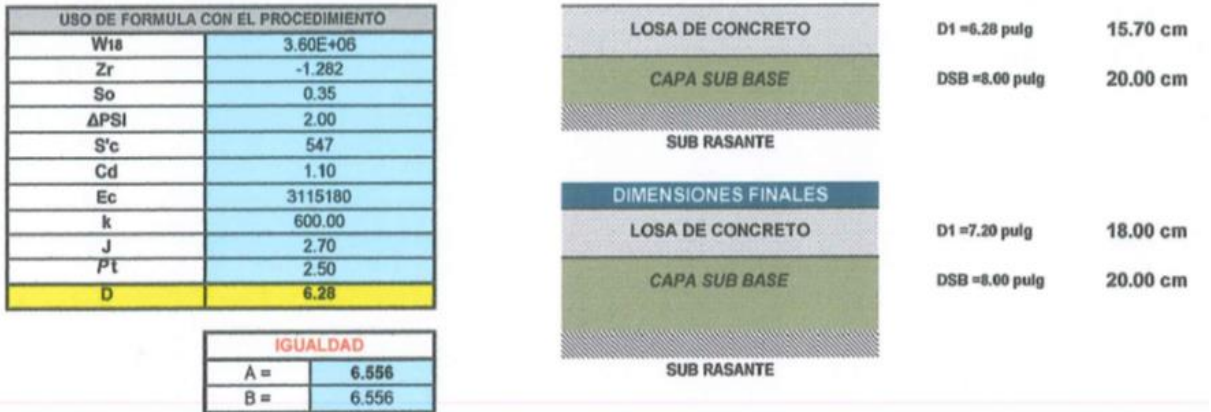 USO DE FORMULA CON EL PROCEDIMIENTO
W18 3.60E+06
Zr -1.282
So 0.35
ΔPSI 2.00
S'c 547
Cd 1.10
Ec 3115180
k 600.00
J 2.70
Pt 2.50
D 6.28
IGUALDAD
A = 6.556
B = 6.556
LOSA DE CONCRETO D1 =6.28 pulg 15.70 cm
CAPA SUB BASE DSB =8.00 pulg 20.00 cm
SUB RASANTE
DIMENSIONES FINALES
LOSA DE CONCRETO D1 =7.20 pulg 18.00 cm
CAPA SUB BASE DSB =8.00 pulg 20.00 cm
SUB RASANTE